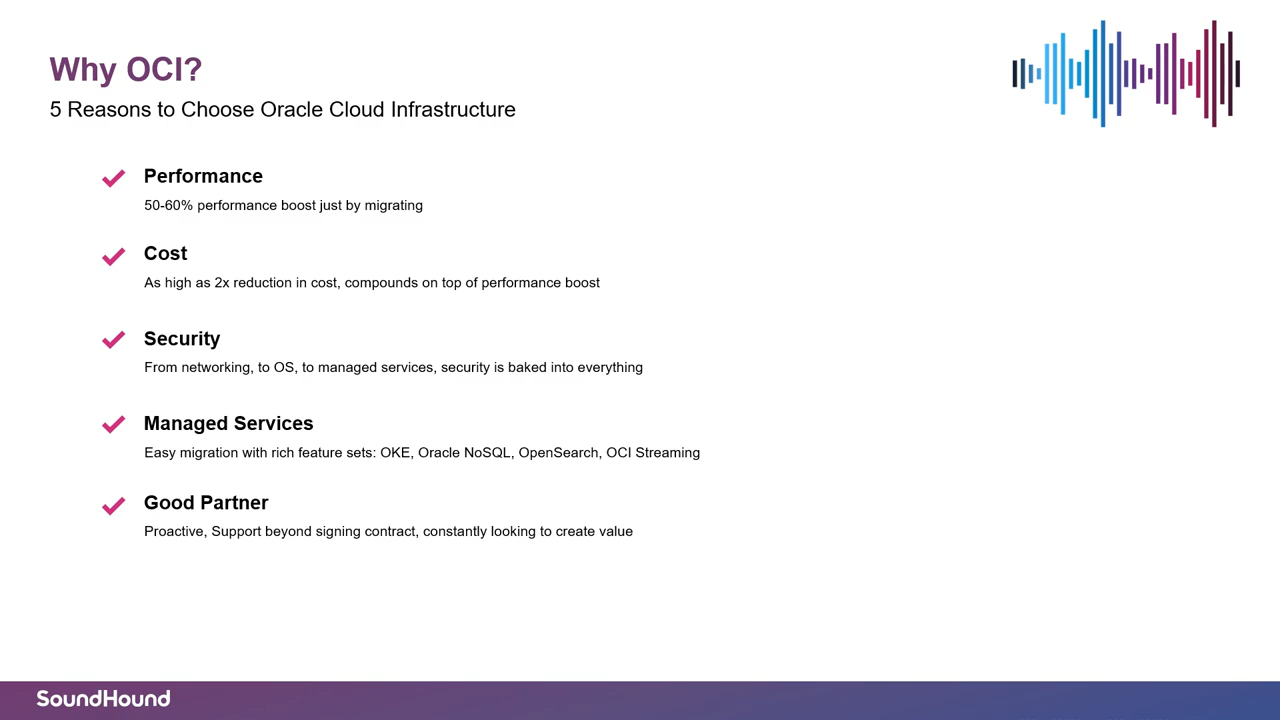 Why OCI?
5 Reasons to Choose Oracle Cloud Infrastructure
Performance
50-60% performance boost just by migrating
Cost
As high as 2x reduction in cost, compounds on top of performance boost
Security
From networking, to OS, to managed services, security is baked into everything
Managed Services
Easy migration with rich feature sets: OKE, Oracle NoSQL, OpenSearch, OCI Streaming
Good Partner
Proactive, Support beyond signing contract, constantly looking to create value
SoundHound